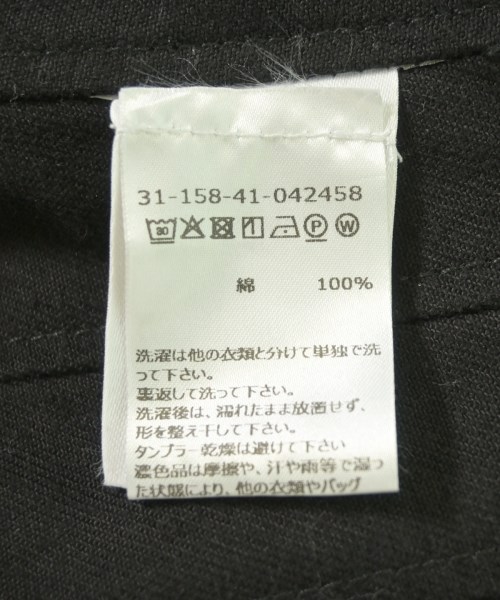 31-158-41-042458
30 P W
綿 100%
洗濯は他の衣類と分けて単独で洗
って下さい。
裏返して洗って下さい。
洗濯後は、濡れたまま放置せず、
形を整え干して下さい。
タンブラー乾燥は避けて下さい
濃色品は摩擦や、汗や雨等で湿っ
た状態により、他の衣類やバッグ